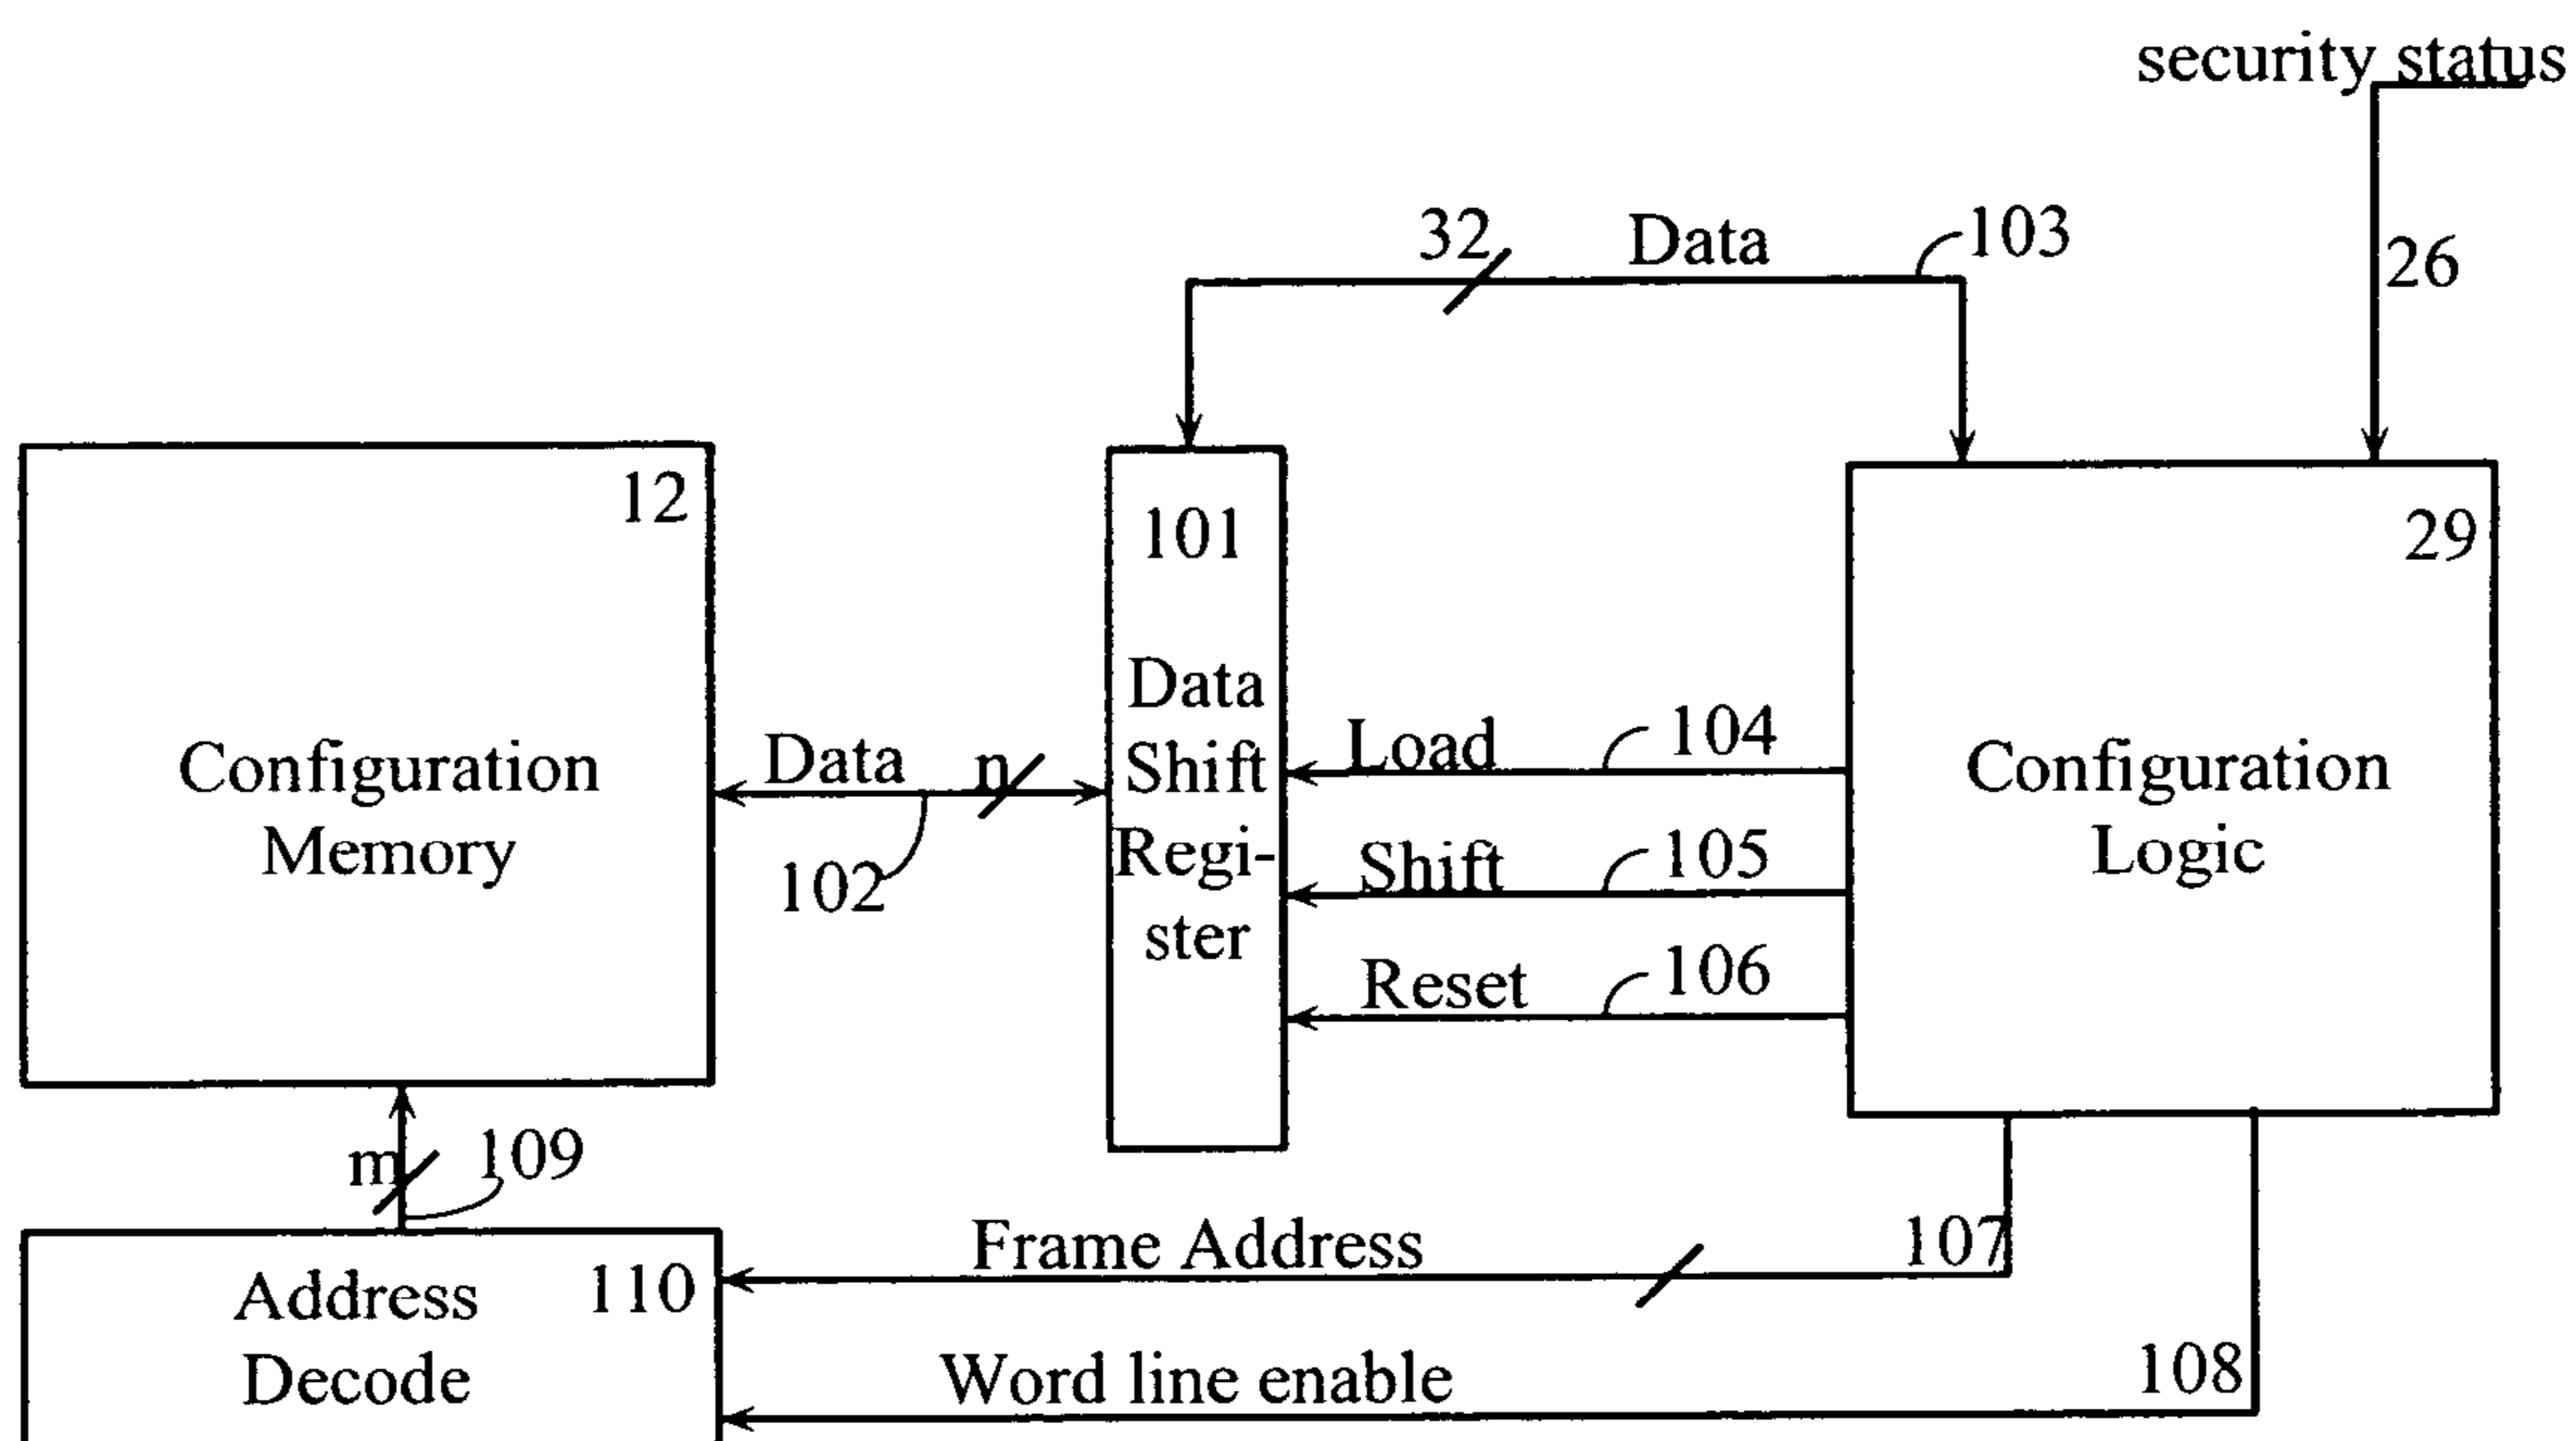 security status
32 Data 103
26
12
101
29
Data
Shift
Regi-
ster
Configuration
Memory
Data n
102
Load 104
Shift 105
Reset 106
Configuration
Logic
m 109
Frame Address 107
Address
Decode
110
Word line enable 108